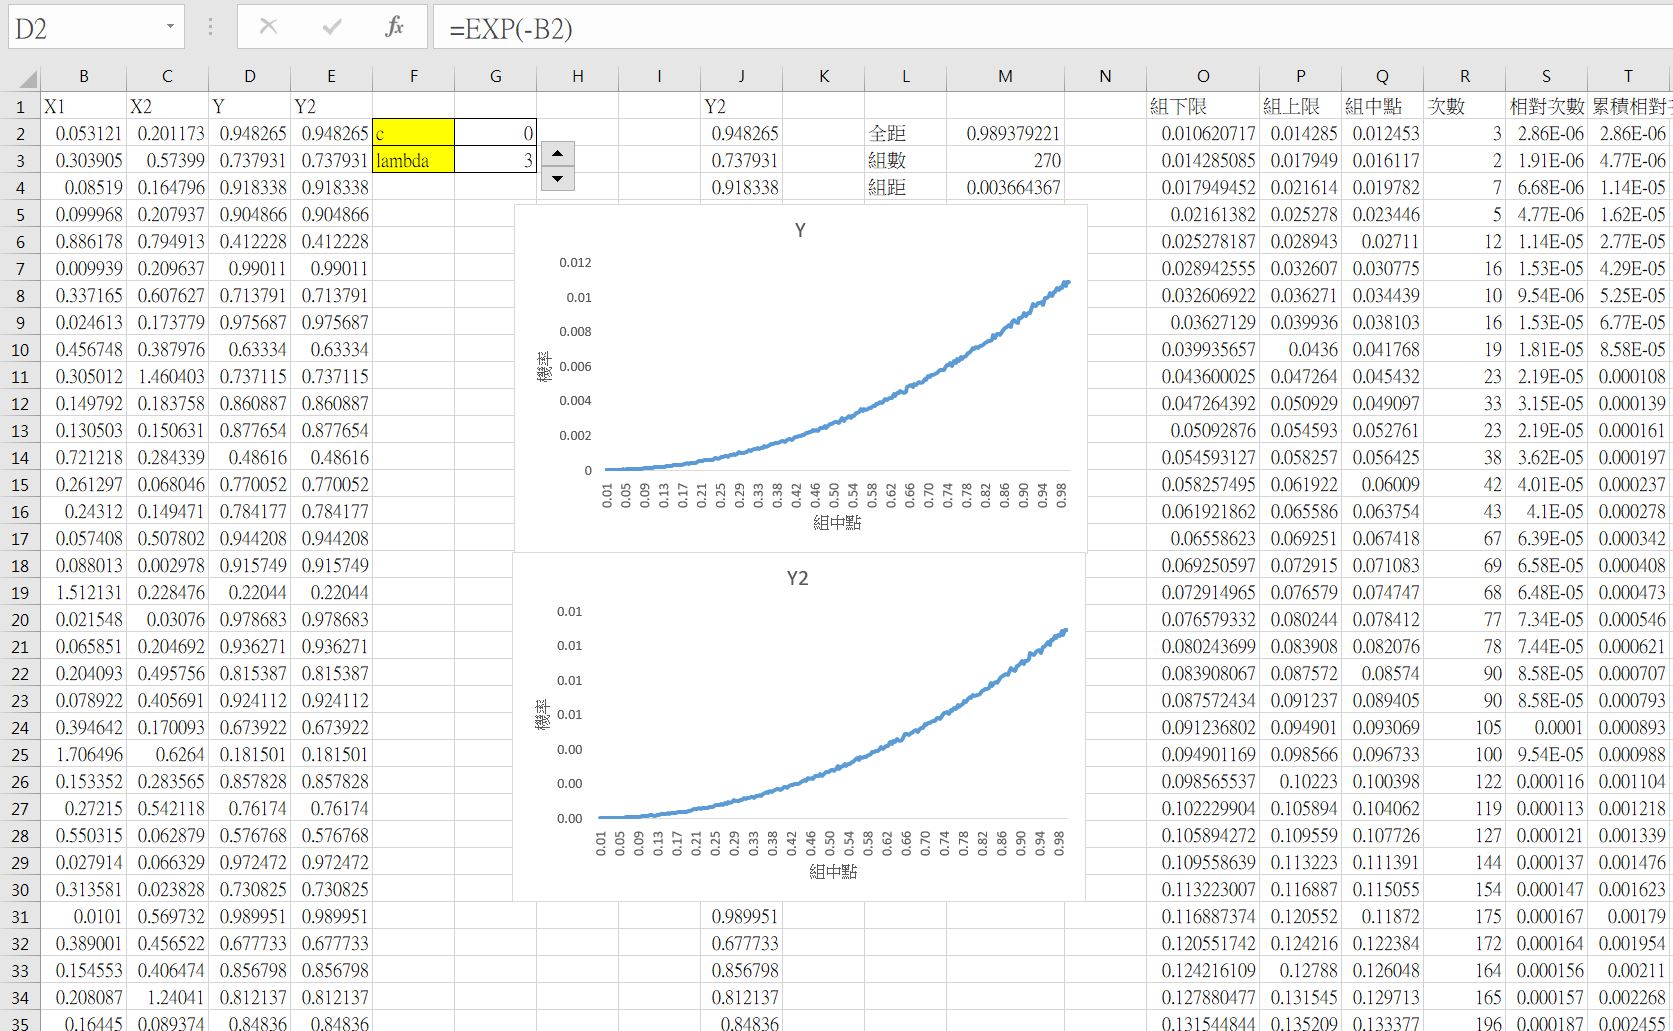 D2 fx =EXP(-B2)
B C D E F G H I J K L M N O P Q R S T
1 X1 X2 Y Y2 Y2 組下限 組上限 組中點 次數 相對次數 累積相對
2 0.053121 0.201173 0.948265 0.948265 c 0 0.948265 全距 0.989379221 0.010620717 0.014285 0.012453 3 2.86E-06 2.86E-06
3 0.303905 0.57399 0.737931 0.737931 lambda 3 0.737931 組數 270 0.014285085 0.017949 0.016117 2 1.91E-06 4.77E-06
4 0.08519 0.164796 0.918338 0.918338 0.918338 組距 0.003664367 0.017949452 0.021614 0.019782 7 6.68E-06 1.14E-05
5 0.099968 0.207937 0.904866 0.904866 0.02161382 0.025278 0.023446 5 4.77E-06 1.62E-05
6 0.886178 0.794913 0.412228 0.412228 0.025278187 0.028943 0.02711 12 1.14E-05 2.77E-05
7 0.009939 0.209637 0.99011 0.99011 0.028942555 0.032607 0.030775 16 1.53E-05 4.29E-05
8 0.337165 0.607627 0.713791 0.713791 0.032606922 0.036271 0.034439 10 9.54E-06 5.25E-05
9 0.024613 0.173779 0.975687 0.975687 0.03627129 0.039936 0.038103 16 1.53E-05 6.77E-05
10 0.456748 0.387976 0.63334 0.63334 0.039935657 0.0436 0.041768 19 1.81E-05 8.58E-05
11 0.305012 1.460403 0.737115 0.737115 0.043600025 0.047264 0.045432 23 2.19E-05 0.000108
12 0.149792 0.183758 0.860887 0.860887 0.047264392 0.050929 0.049097 33 3.15E-05 0.000139
13 0.130503 0.150631 0.877654 0.877654 0.05092876 0.054593 0.052761 23 2.19E-05 0.000161
14 0.721218 0.284339 0.48616 0.48616 0.054593127 0.058257 0.056425 38 3.62E-05 0.000197
15 0.261297 0.068046 0.770052 0.770052 0.058257495 0.061922 0.06009 42 4.01E-05 0.000237
16 0.24312 0.149471 0.784177 0.784177 0.061921862 0.065586 0.063754 43 4.1E-05 0.000278
17 0.057408 0.507802 0.944208 0.944208 0.06558623 0.069251 0.067418 67 6.39E-05 0.000342
18 0.088013 0.002978 0.915749 0.915749 0.069250597 0.072915 0.071083 69 6.58E-05 0.000408
19 1.512131 0.228476 0.22044 0.22044 0.072914965 0.076579 0.074747 68 6.48E-05 0.000473
20 0.021548 0.03076 0.978683 0.978683 0.076579332 0.080244 0.078412 77 7.34E-05 0.000546
21 0.065851 0.204692 0.936271 0.936271 0.080243699 0.083908 0.082076 78 7.44E-05 0.000621
22 0.204093 0.495756 0.815387 0.815387 0.083908067 0.087572 0.08574 90 8.58E-05 0.000707
23 0.078922 0.405691 0.924112 0.924112 0.087572434 0.091237 0.089405 90 8.58E-05 0.000793
24 0.394642 0.170093 0.673922 0.673922 0.091236802 0.094901 0.093069 105 0.0001 0.000893
25 1.706496 0.6264 0.181501 0.181501 0.094901169 0.098566 0.096733 100 9.54E-05 0.000988
26 0.153352 0.283565 0.857828 0.857828 0.098565537 0.10223 0.100398 122 0.000116 0.001104
27 0.27215 0.542118 0.76174 0.76174 0.102229904 0.105894 0.104062 119 0.000113 0.001218
28 0.550315 0.062879 0.576768 0.576768 0.105894272 0.109559 0.107726 127 0.000121 0.001339
29 0.027914 0.066329 0.972472 0.972472 0.109558639 0.113223 0.111391 144 0.000137 0.001476
30 0.313581 0.023828 0.730825 0.730825 0.113223007 0.116887 0.115055 154 0.000147 0.001623
31 0.0101 0.569732 0.989951 0.989951 0.989951 0.116887374 0.120552 0.11872 175 0.000167 0.00179
32 0.389001 0.456522 0.677733 0.677733 0.677733 0.120551742 0.124216 0.122384 172 0.000164 0.001954
33 0.154553 0.406474 0.856798 0.856798 0.856798 0.124216109 0.12788 0.126048 164 0.000156 0.00211
34 0.208087 1.24041 0.812137 0.812137 0.812137 0.127880477 0.131545 0.129713 165 0.000157 0.002268
35 0.16445 0.089374 0.84836 0.84836 0.84836 0.131544844 0.135209 0.133377 196 0.000187 0.002455
Y
0.012
0.01
0.008
0.006
0.004
0.002
0
機率
0.01 0.05 0.09 0.13 0.17 0.21 0.25 0.29 0.33 0.38 0.42 0.46 0.50 0.54 0.58 0.62 0.66 0.70 0.74 0.78 0.82 0.86 0.90 0.94 0.98
組中點
Y2
0.01
0.01
0.01
0.01
0.00
0.00
0.00
機率
0.01 0.05 0.09 0.13 0.17 0.21 0.25 0.29 0.33 0.38 0.42 0.46 0.50 0.54 0.58 0.62 0.66 0.70 0.74 0.78 0.82 0.86 0.90 0.94 0.98
組中點